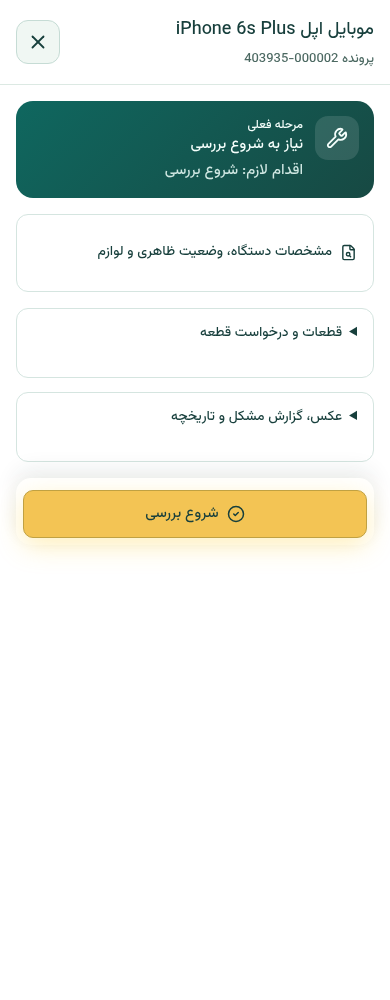 موبایل اپل iPhone 6s Plus
پرونده 000002-403935
مرحله فعلی
نیاز به شروع بررسی
اقدام لازم: شروع بررسی
مشخصات دستگاه، وضعیت ظاهری و لوازم
قطعات و درخواست قطعه
عکس، گزارش مشکل و تاریخچه
شروع بررسی